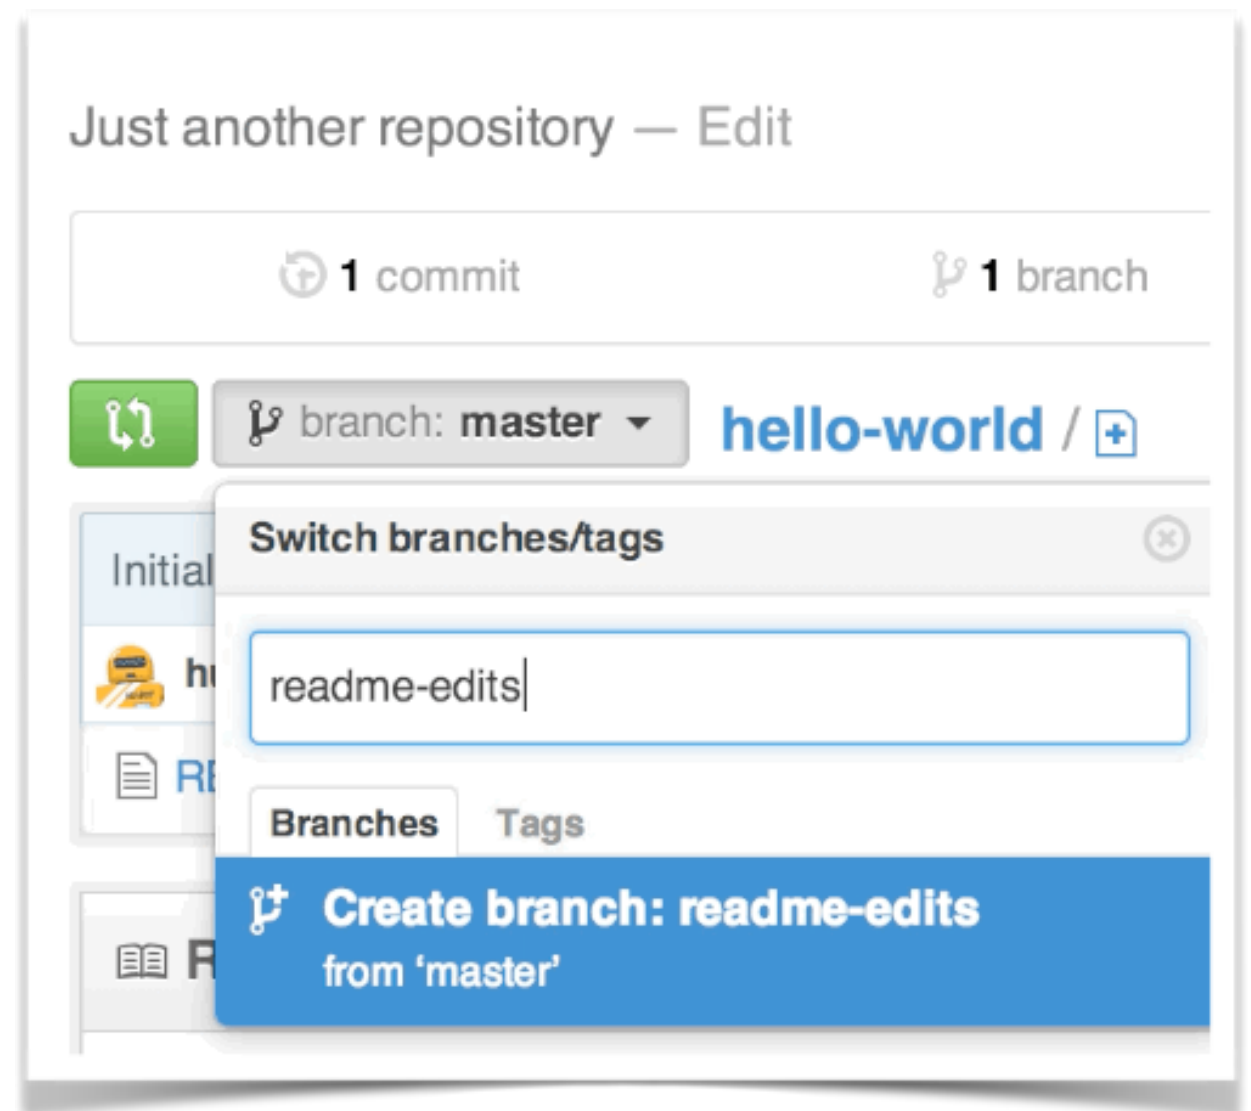 Just another repository — Edit
1 commit
1 branch
branch: master
hello-world /
Switch branches/tags
Initial
readme-edits
Branches
Tags
Create branch: readme-edits
from ‘master’